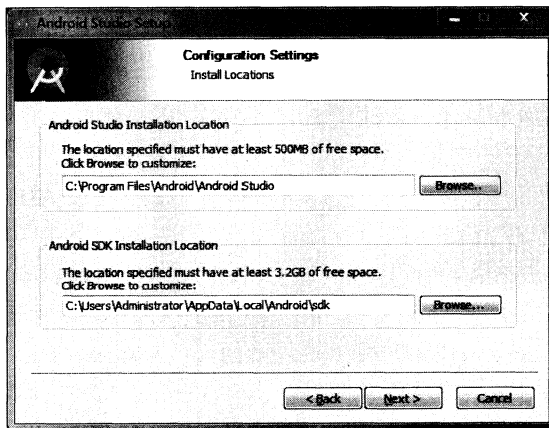 Android Studio Setup
Configuration Settings
Install Locations
Android Studio Installation Location
The location specified must have at least 500MB of free space.
Click Browse to customize:
C:\Program Files\Android\Android Studio
Browse..
Android SDK Installation Location
The location specified must have at least 3.2GB of free space.
Click Browse to customize:
C:\Users\Administrator\AppData\Local\Android\sdk
Browse...
< Back
Next >
Cancel